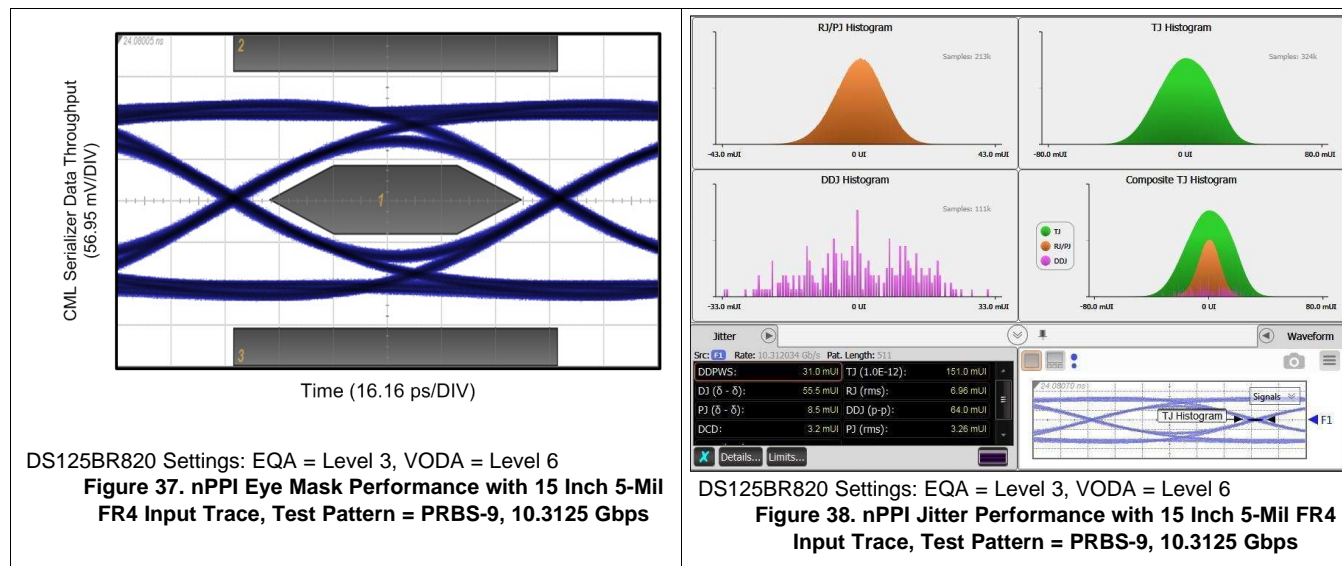 24.08005 ns
2
1
3
CML Serializer Data Throughput
(56.95 mV/DIV)
Time (16.16 ps/DIV)
DS125BR820 Settings: EQA = Level 3, VODA = Level 6
Figure 37. nPPI Eye Mask Performance with 15 Inch 5-Mil
FR4 Input Trace, Test Pattern = PRBS-9, 10.3125 Gbps
RJ/PJ Histogram
Samples: 213k
-43.0 mUI 0 UI 43.0 mUI
TJ Histogram
Samples: 324k
-80.0 mUI 0 UI 80.0 mUI
DDJ Histogram
Samples: 111k
-33.0 mUI 0 UI 33.0 mUI
Composite TJ Histogram
TJ
RJ/PJ
DDJ
-80.0 mUI 0 UI 80.0 mUI
Jitter
Waveform
Src: F1 Rate: 10.312034 Gb/s Pat. Length: 511
DDPWS: 31.0 mUI TJ (1.0E-12): 151.0 mUI
DJ (δ - δ): 55.5 mUI RJ (rms): 6.96 mUI
PJ (δ - δ): 8.5 mUI DDJ (p-p): 64.0 mUI
DCD: 3.2 mUI PJ (rms): 3.26 mUI
Details... Limits...
24.08070 ns
Signals
TJ Histogram
F1
DS125BR820 Settings: EQA = Level 3, VODA = Level 6
Figure 38. nPPI Jitter Performance with 15 Inch 5-Mil FR4
Input Trace, Test Pattern = PRBS-9, 10.3125 Gbps